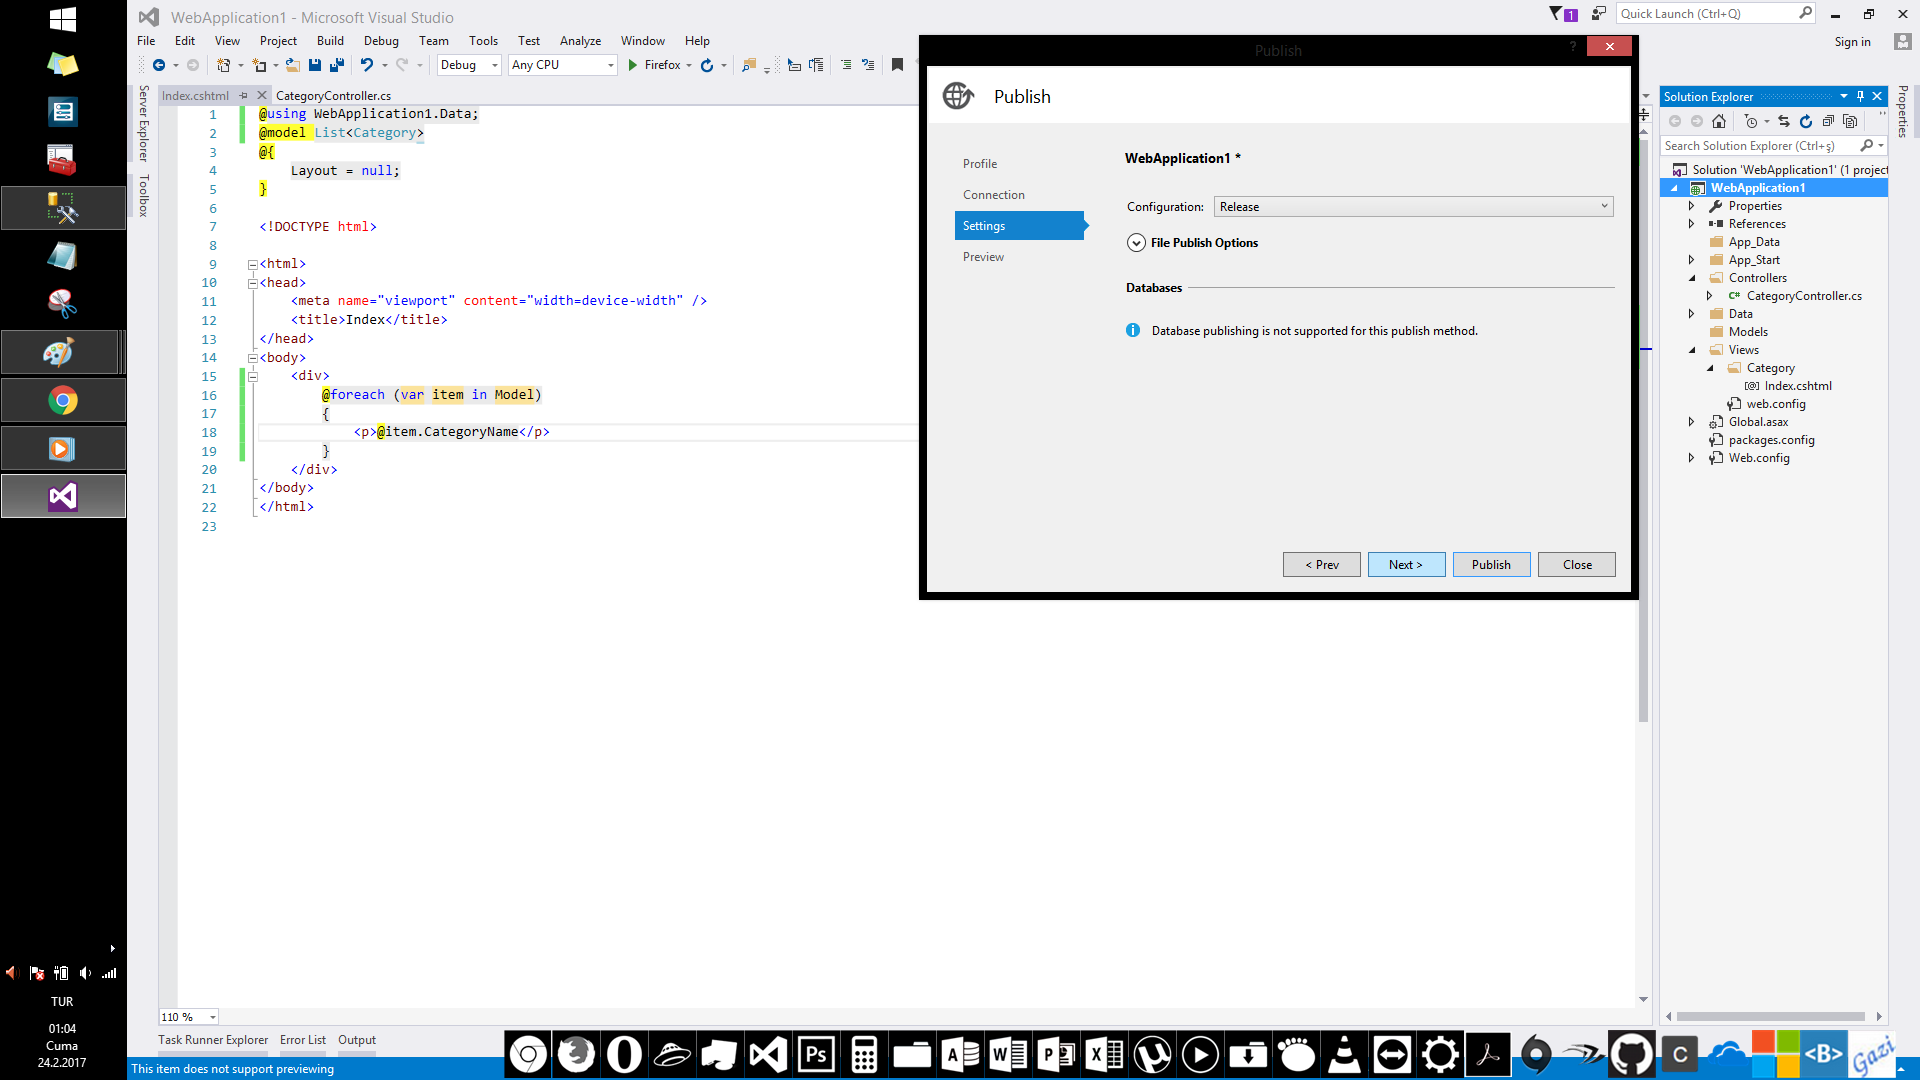 WebApplication1 - Microsoft Visual Studio
1
Quick Launch (Ctrl+Q)
File Edit View Project Build Debug Team Tools Test Analyze Window Help
Sign in
Debug Any CPU Firefox
Server Explorer
Toolbox
Index.cshtml CategoryController.cs
1 @using WebApplication1.Data;
2 @model List<Category>
3 @{
4 Layout = null;
5 }
6
7 <!DOCTYPE html>
8
9 <html>
10 <head>
11 <meta name="viewport" content="width=device-width" />
12 <title>Index</title>
13 </head>
14 <body>
15 <div>
16 @foreach (var item in Model)
17 {
18 <p>@item.CategoryName</p>
19 }
20 </div>
21 </body>
22 </html>
23
110 %
Publish
?
Publish
Profile
Connection
Settings
Preview
WebApplication1 *
Configuration: Release
File Publish Options
Databases
Database publishing is not supported for this publish method.
< Prev Next > Publish Close
Solution Explorer
Search Solution Explorer (Ctrl+ş)
Solution 'WebApplication1' (1 project
WebApplication1
Properties
References
App_Data
App_Start
Controllers
C# CategoryController.cs
Data
Models
Views
Category
[@] Index.cshtml
web.config
Global.asax
packages.config
Web.config
Properties
Task Runner Explorer Error List Output
This item does not support previewing
TUR
01:04
Cuma
24.2.2017
Ps
A
W
P
X
C
<B>
Gazi